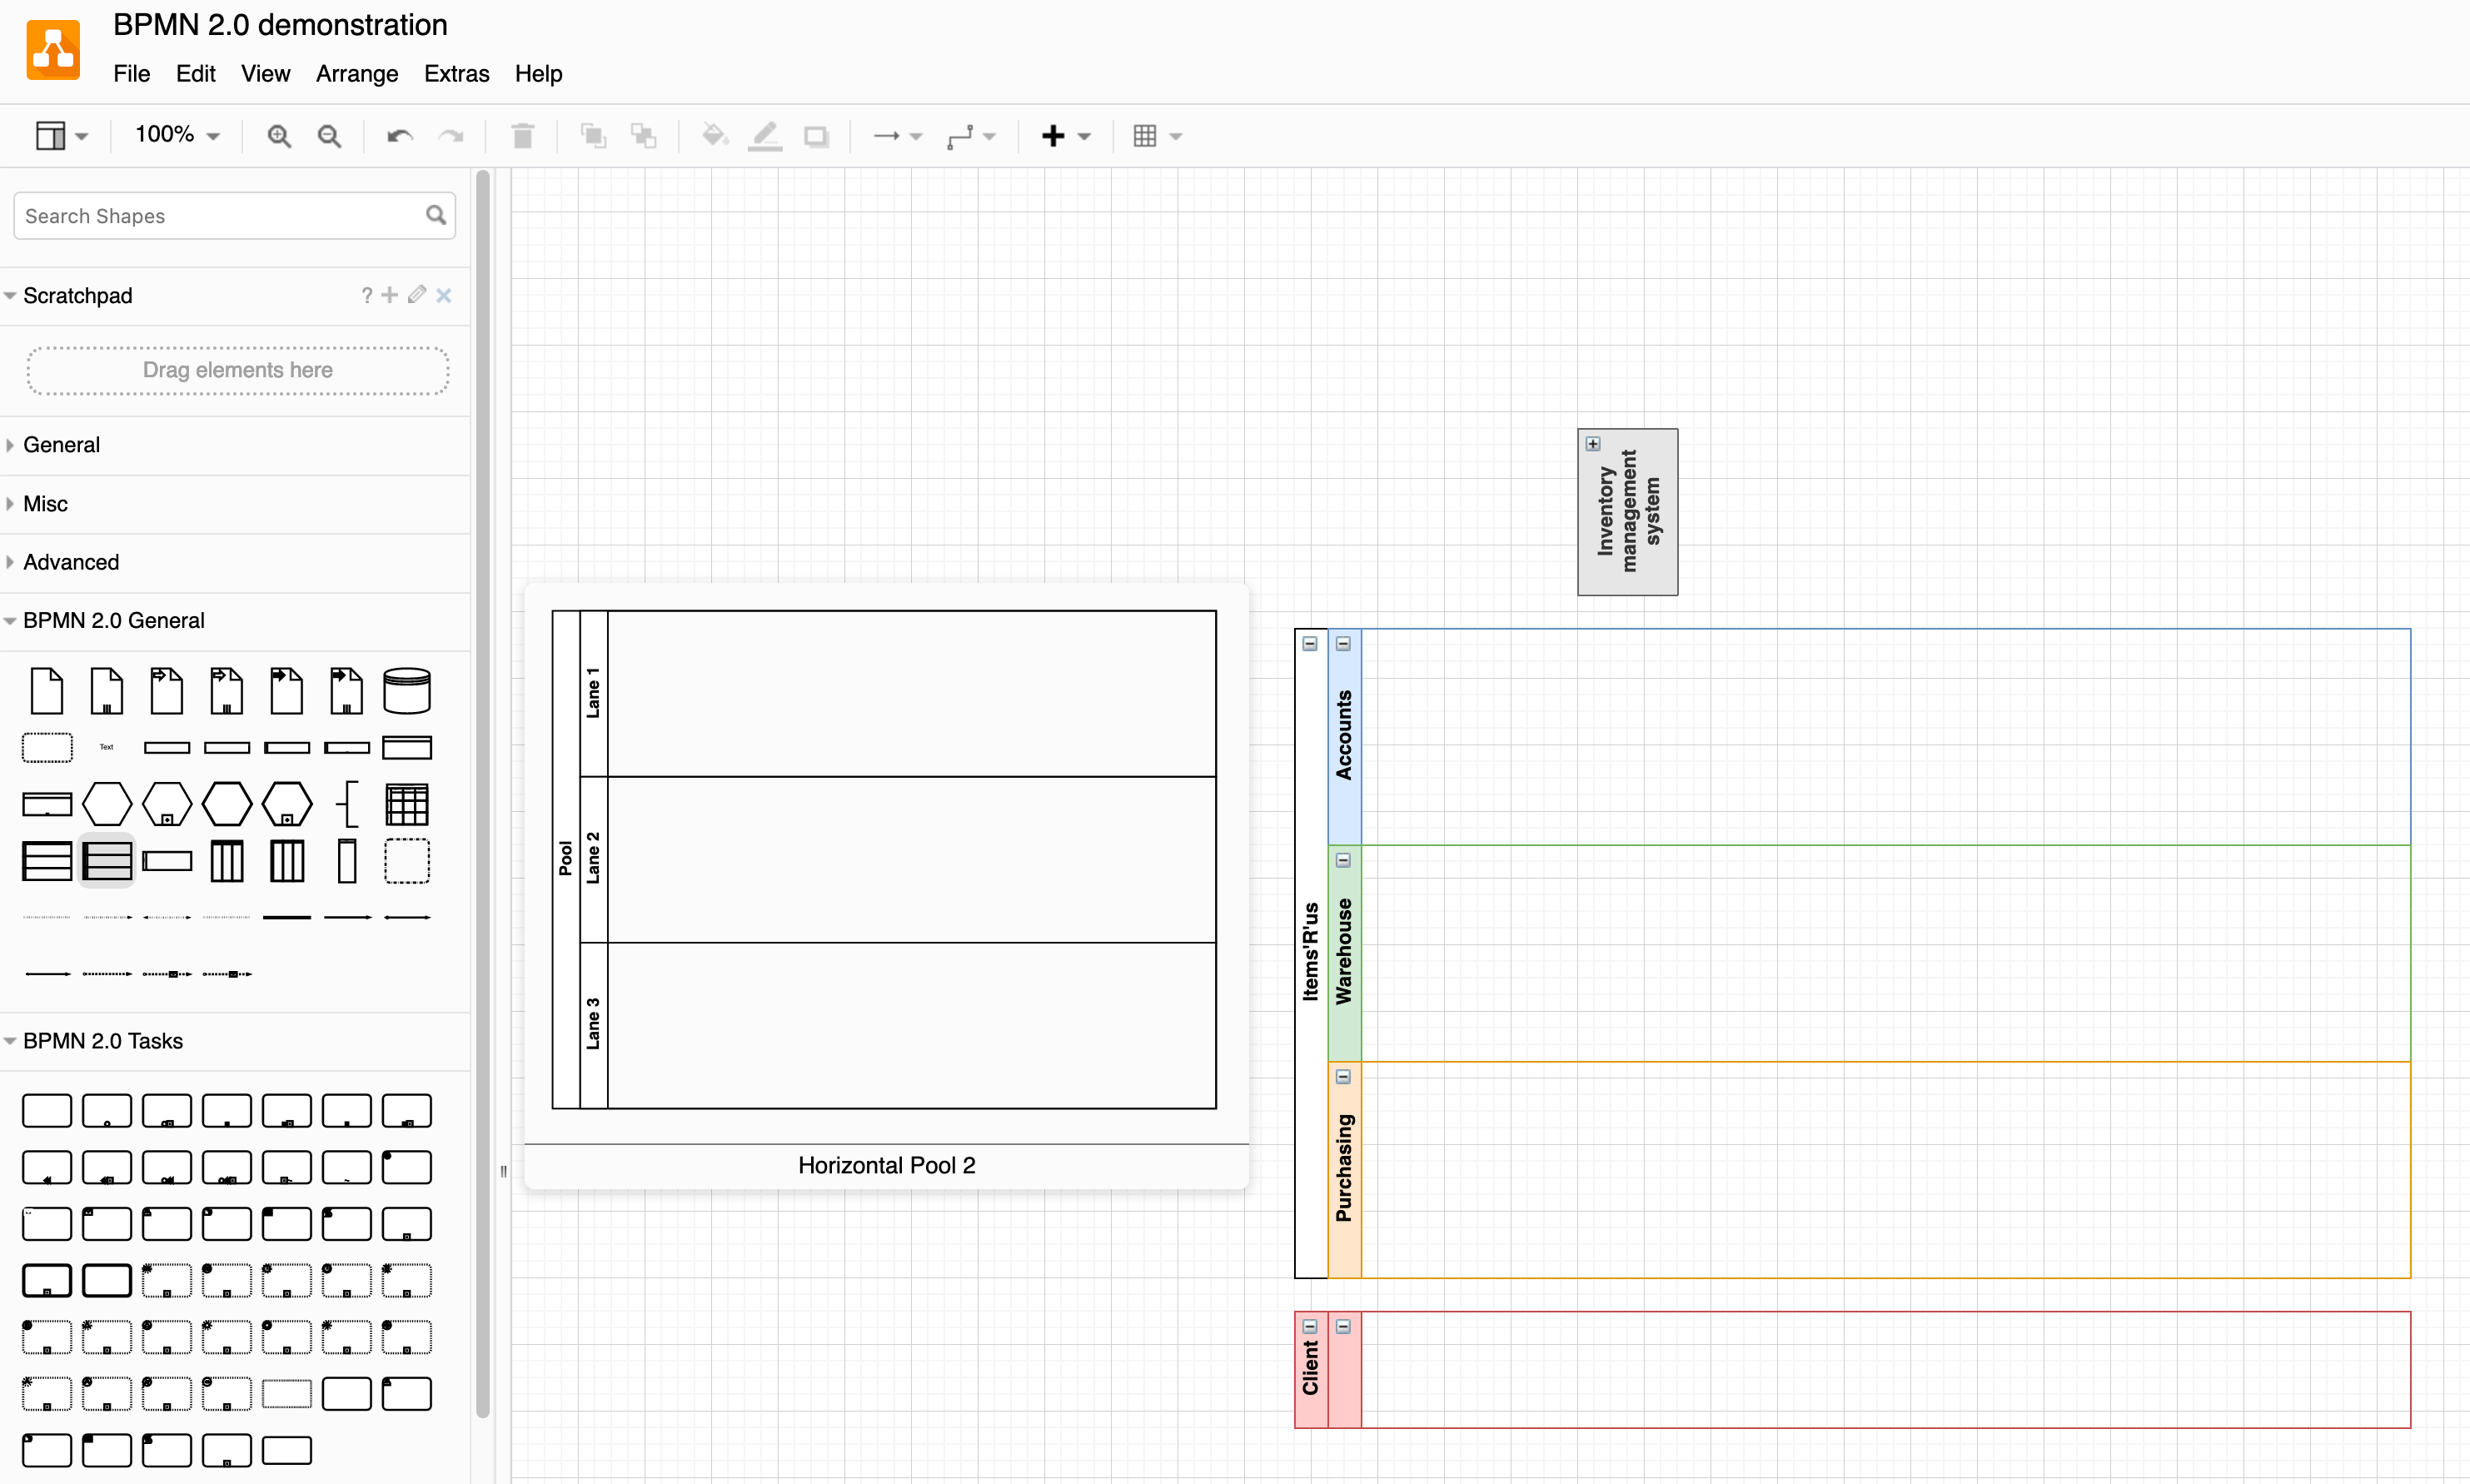 BPMN 2.0 demonstration
File Edit View Arrange Extras Help
100%
Search Shapes
Scratchpad
?
Drag elements here
General
Misc
Advanced
BPMN 2.0 General
Text
BPMN 2.0 Tasks
Pool
Lane 1
Lane 2
Lane 3
Horizontal Pool 2
Inventory
management
system
Items'R'us
Accounts
Warehouse
Purchasing
Client